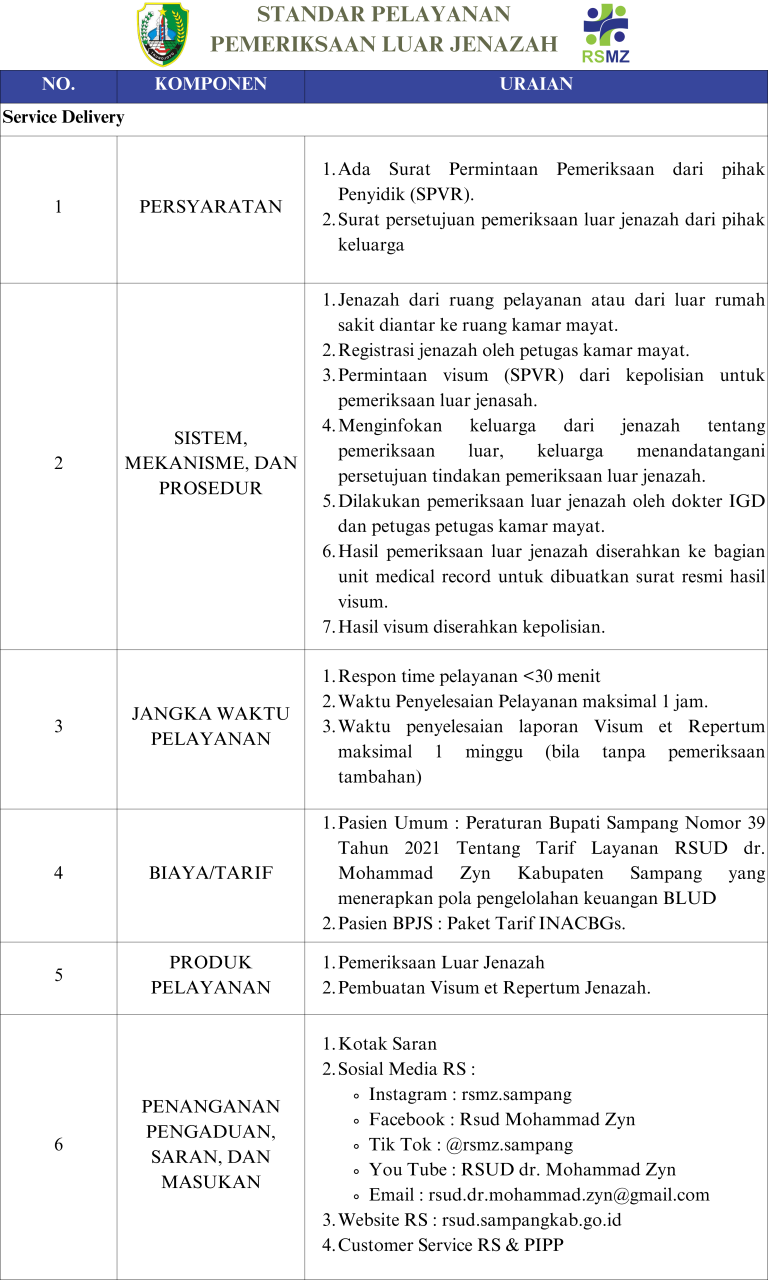 STANDAR PELAYANAN
PEMERIKSAAN LUAR JENAZAH
RSMZ
NO.
KOMPONEN
URAIAN
Service Delivery
1
PERSYARATAN
1. Ada Surat Permintaan Pemeriksaan dari pihak
Penyidik (SPVR).
2. Surat persetujuan pemeriksaan luar jenazah dari pihak
keluarga
2
SISTEM,
MEKANISME, DAN
PROSEDUR
1. Jenazah dari ruang pelayanan atau dari luar rumah
sakit diantar ke ruang kamar mayat.
2. Registrasi jenazah oleh petugas kamar mayat.
3. Permintaan visum (SPVR) dari kepolisian untuk
pemeriksaan luar jenasah.
4. Menginfokan keluarga dari jenazah tentang
pemeriksaan luar, keluarga menandatangani
persetujuan tindakan pemeriksaan luar jenazah.
5. Dilakukan pemeriksaan luar jenazah oleh dokter IGD
dan petugas petugas kamar mayat.
6. Hasil pemeriksaan luar jenazah diserahkan ke bagian
unit medical record untuk dibuatkan surat resmi hasil
visum.
7. Hasil visum diserahkan kepolisian.
3
JANGKA WAKTU
PELAYANAN
1. Respon time pelayanan <30 menit
2. Waktu Penyelesaian Pelayanan maksimal 1 jam.
3. Waktu penyelesaian laporan Visum et Repertum
maksimal 1 minggu (bila tanpa pemeriksaan
tambahan)
4
BIAYA/TARIF
1. Pasien Umum : Peraturan Bupati Sampang Nomor 39
Tahun 2021 Tentang Tarif Layanan RSUD dr.
Mohammad Zyn Kabupaten Sampang yang
menerapkan pola pengelolahan keuangan BLUD
2. Pasien BPJS : Paket Tarif INACBGs.
5
PRODUK
PELAYANAN
1. Pemeriksaan Luar Jenazah
2. Pembuatan Visum et Repertum Jenazah.
6
PENANGANAN
PENGADUAN,
SARAN, DAN
MASUKAN
1. Kotak Saran
2. Sosial Media RS :
Instagram : rsmz.sampang
Facebook : Rsud Mohammad Zyn
Tik Tok : @rsmz.sampang
You Tube : RSUD dr. Mohammad Zyn
Email : rsud.dr.mohammad.zyn@gmail.com
3. Website RS : rsud.sampangkab.go.id
4. Customer Service RS & PIPP